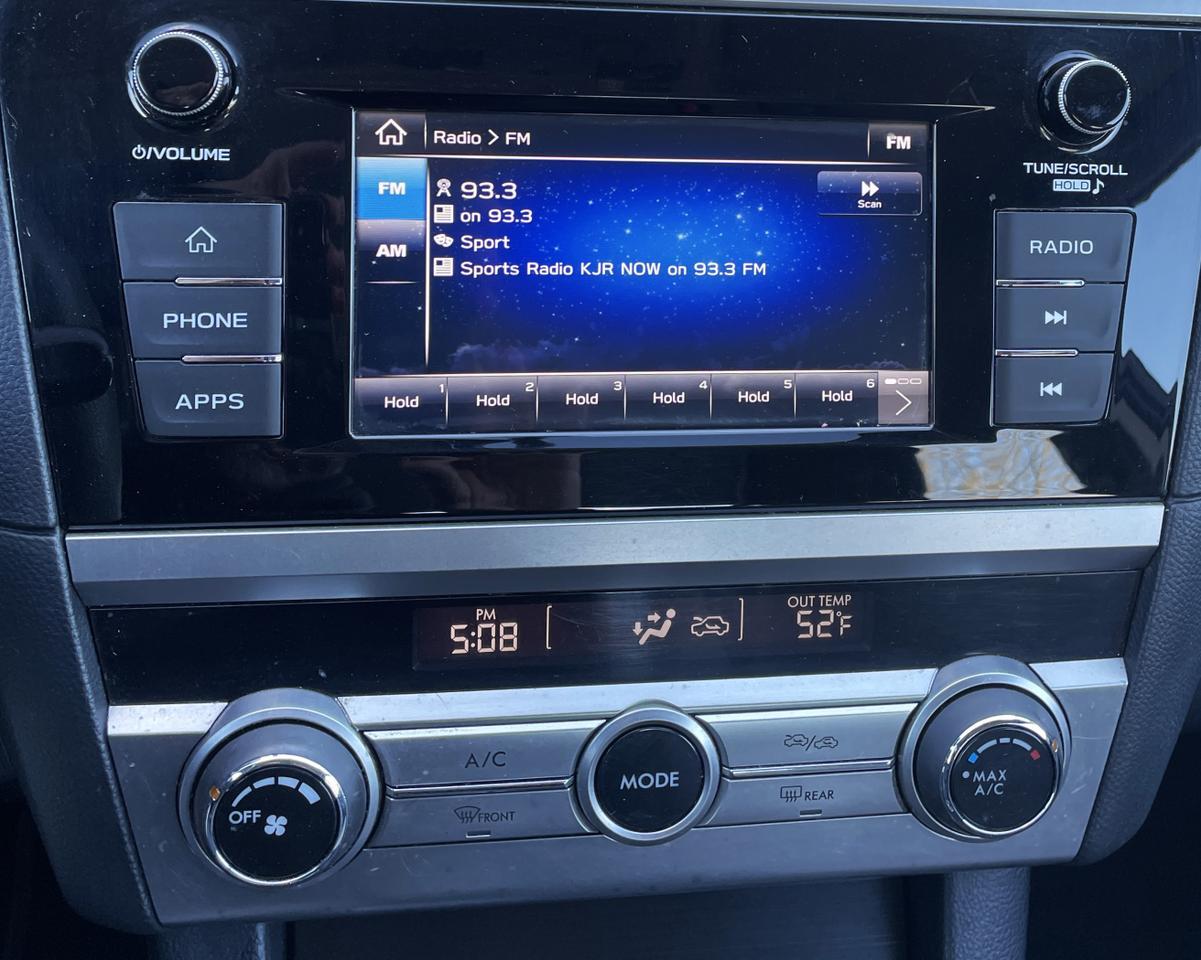 /VOLUME
TUNE/SCROLL
HOLD
PHONE
APPS
RADIO
Radio > FM
FM
FM
AM
93.3
on 93.3
Sport
Sports Radio KJR NOW on 93.3 FM
Scan
1 2 3 4 5 6
Hold Hold Hold Hold Hold Hold
PM
5:08
OUT TEMP
52°F
A/C
FRONT
MODE
REAR
OFF
MAX
A/C